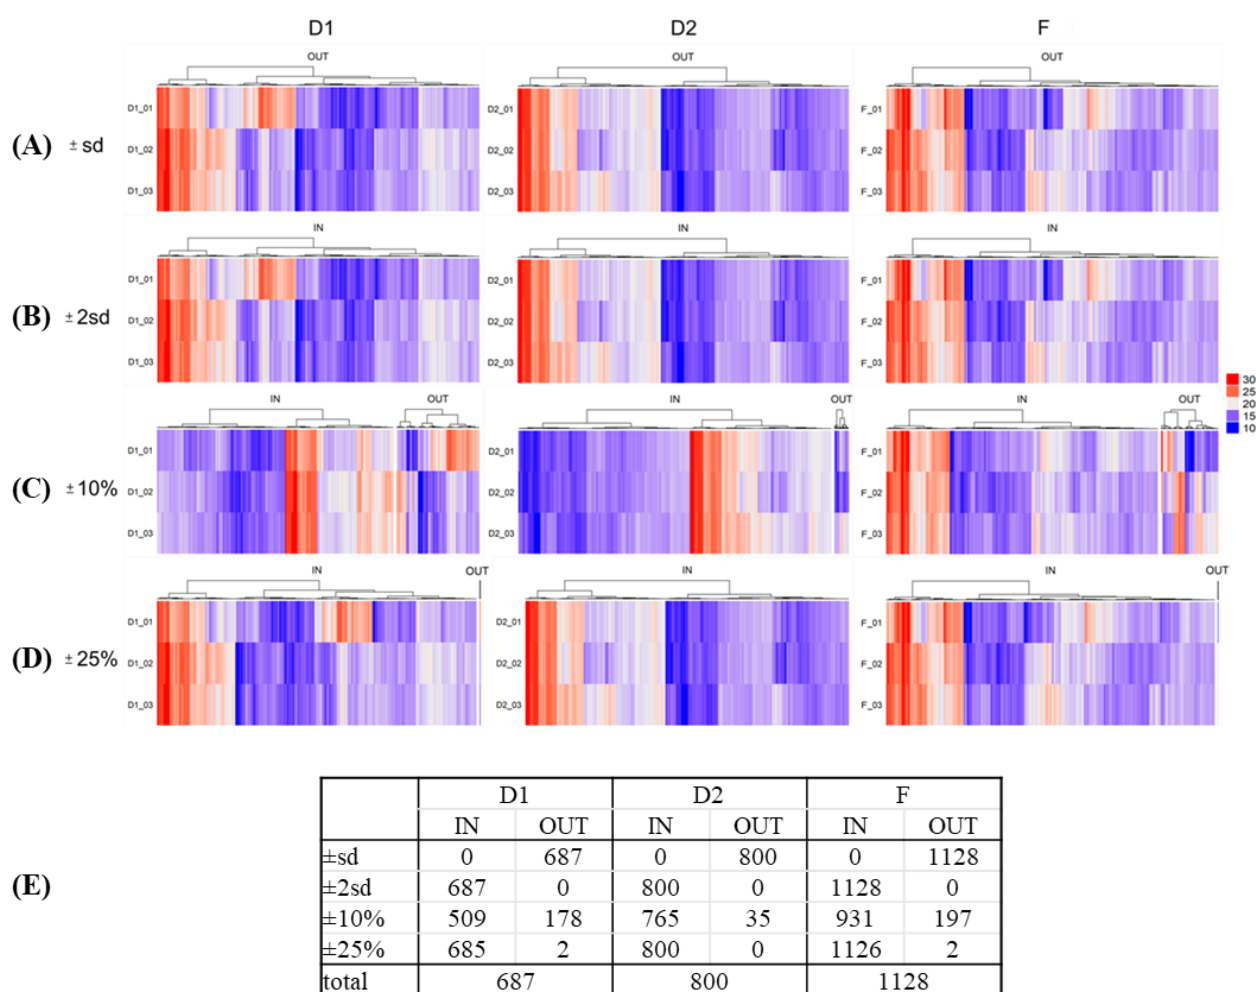 D1 D2 F
OUT OUT OUT
(A) ± sd
D1_01 D2_01 F_01
D1_02 D2_02 F_02
D1_03 D2_03 F_03
IN IN IN
(B) ± 2sd
D1_01 D2_01 F_01
D1_02 D2_02 F_02
D1_03 D2_03 F_03
30
25
20
15
10
IN OUT IN OUT IN OUT
(C) ± 10%
D1_01 D2_01 F_01
D1_02 D2_02 F_02
D1_03 D2_03 F_03
IN OUT IN IN OUT
(D) ± 25%
D1_01 D2_01 F_01
D1_02 D2_02 F_02
D1_03 D2_03 F_03
(E)
D1 D2 F
IN OUT IN OUT IN OUT
±sd 0 687 0 800 0 1128
±2sd 687 0 800 0 1128 0
±10% 509 178 765 35 931 197
±25% 685 2 800 0 1126 2
total 687 800 1128